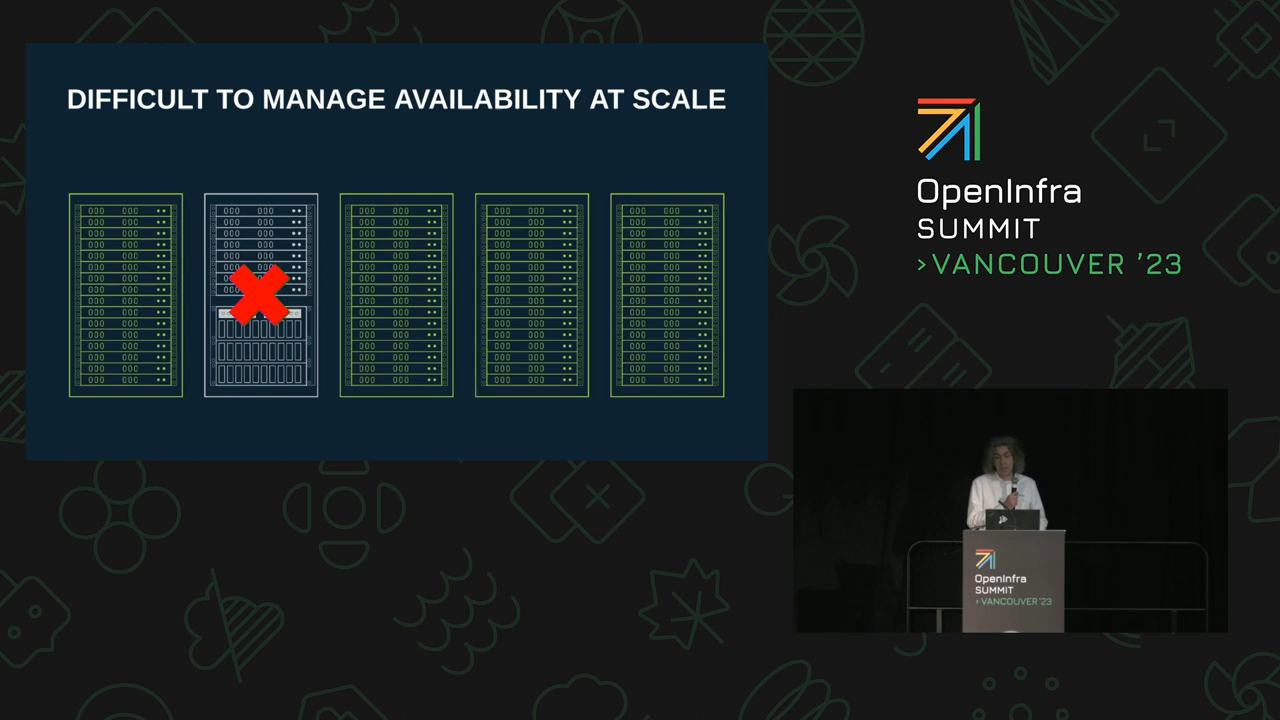 DIFFICULT TO MANAGE AVAILABILITY AT SCALE
OpenInfra
SUMMIT
>VANCOUVER '23
OpenInfra
SUMMIT
>VANCOUVER '23